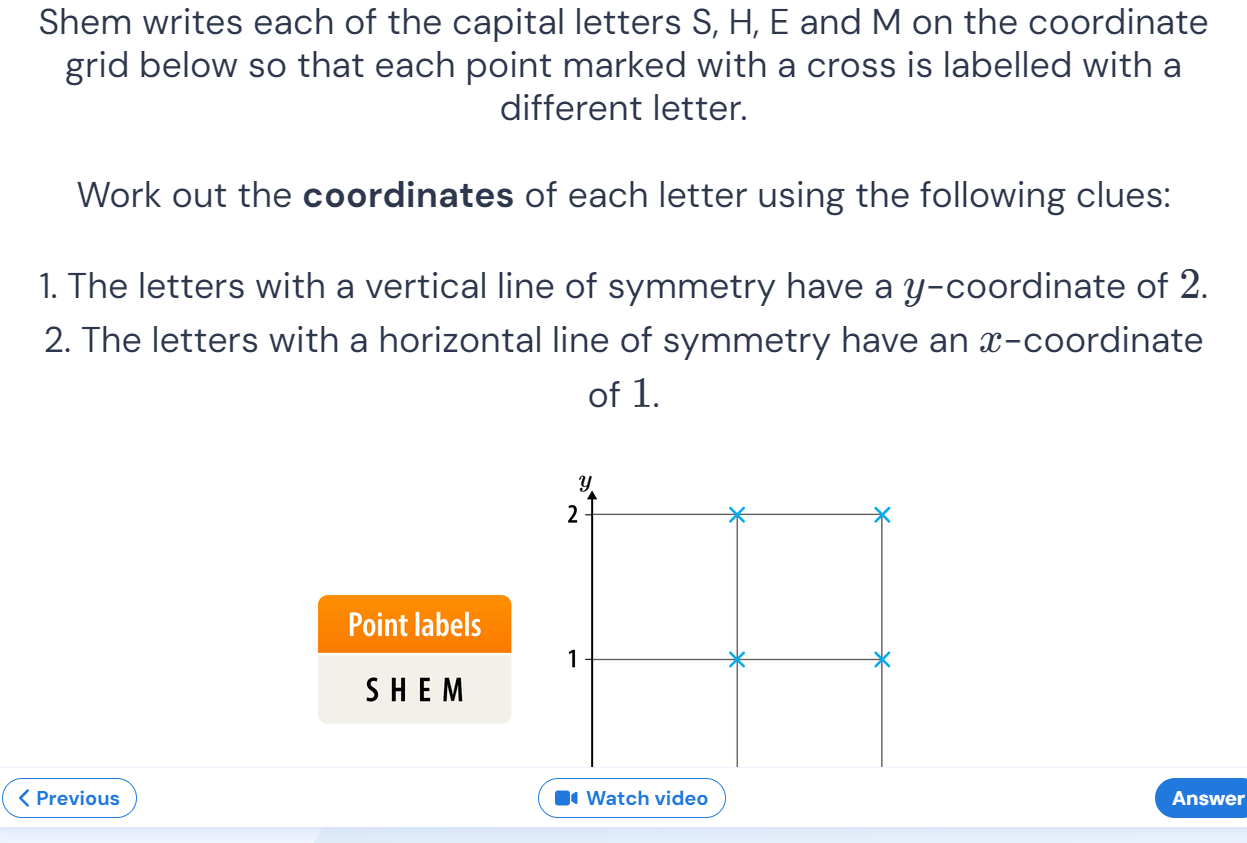 Shem writes each of the capital letters S, H, E and M on the coordinate
grid below so that each point marked with a cross is labelled with a
different letter.
Work out the coordinates of each letter using the following clues:
1. The letters with a vertical line of symmetry have a y-coordinate of 2.
2. The letters with a horizontal line of symmetry have an x-coordinate
of 1.
y
2
Point labels
1
S H E M
Previous
Watch video
Answer